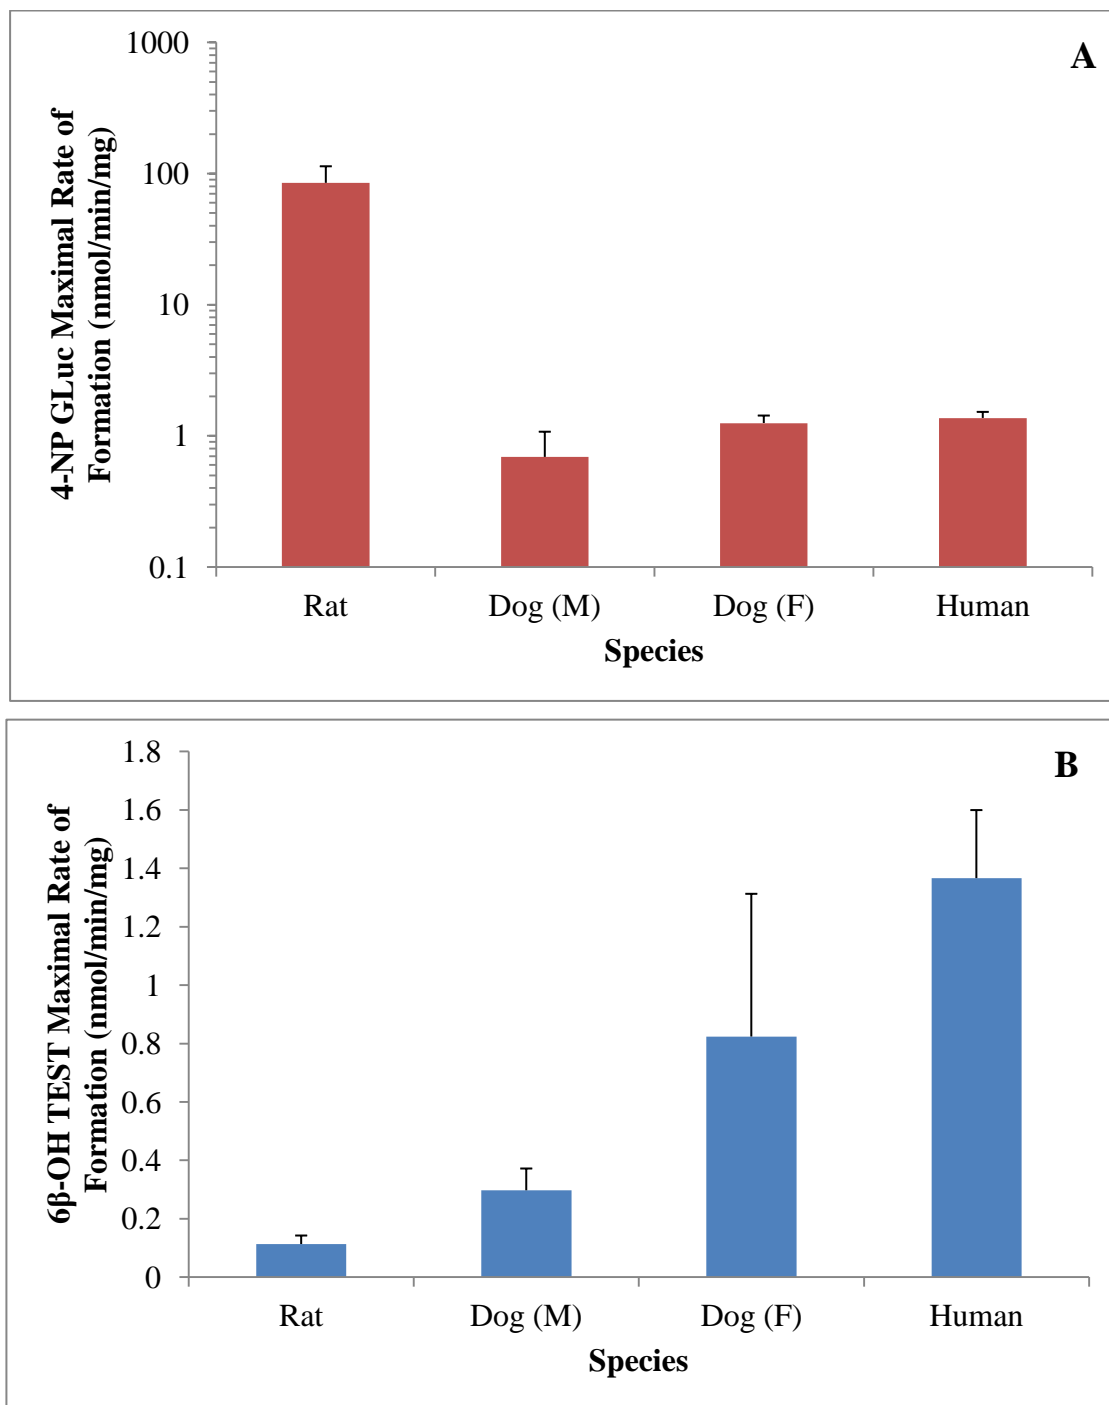 A
4-NP GLuc Maximal Rate of
Formation (nmol/min/mg)
1000
100
10
1
0.1
Rat Dog (M) Dog (F) Human
Species
B
6β-OH TEST Maximal Rate of
Formation (nmol/min/mg)
1.8
1.6
1.4
1.2
1
0.8
0.6
0.4
0.2
0
Rat Dog (M) Dog (F) Human
Species